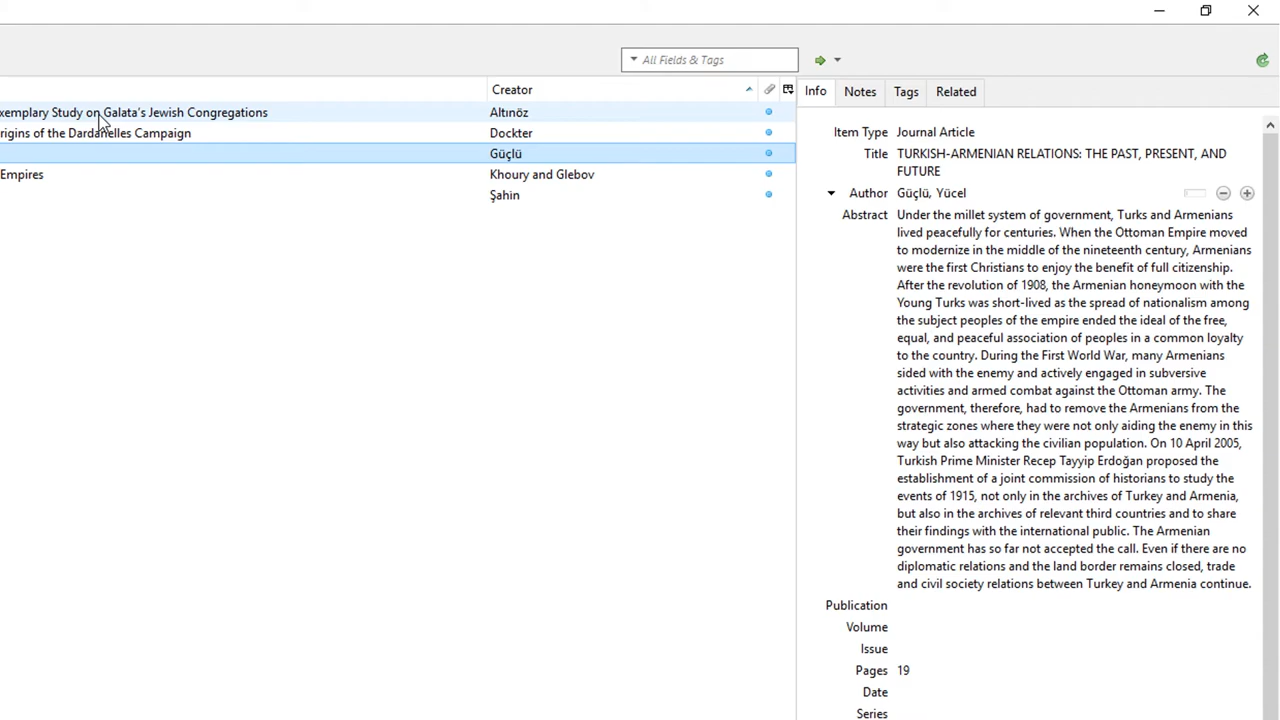 All Fields & Tags
Creator
xemplary Study on Galata's Jewish Congregations Altınöz
rigins of the Dardanelles Campaign Dockter
Güçlü
Empires Khoury and Glebov
Şahin
Info Notes Tags Related
Item Type Journal Article
Title TURKISH-ARMENIAN RELATIONS: THE PAST, PRESENT, AND
FUTURE
Author Güçlü, Yücel
Abstract Under the millet system of government, Turks and Armenians
lived peacefully for centuries. When the Ottoman Empire moved
to modernize in the middle of the nineteenth century, Armenians
were the first Christians to enjoy the benefit of full citizenship.
After the revolution of 1908, the Armenian honeymoon with the
Young Turks was short-lived as the spread of nationalism among
the subject peoples of the empire ended the ideal of the free,
equal, and peaceful association of peoples in a common loyalty
to the country. During the First World War, many Armenians
sided with the enemy and actively engaged in subversive
activities and armed combat against the Ottoman army. The
government, therefore, had to remove the Armenians from the
strategic zones where they were not only aiding the enemy in this
way but also attacking the civilian population. On 10 April 2005,
Turkish Prime Minister Recep Tayyip Erdoğan proposed the
establishment of a joint commission of historians to study the
events of 1915, not only in the archives of Turkey and Armenia,
but also in the archives of relevant third countries and to share
their findings with the international public. The Armenian
government has so far not accepted the call. Even if there are no
diplomatic relations and the land border remains closed, trade
and civil society relations between Turkey and Armenia continue.
Publication
Volume
Issue
Pages 19
Date
Series